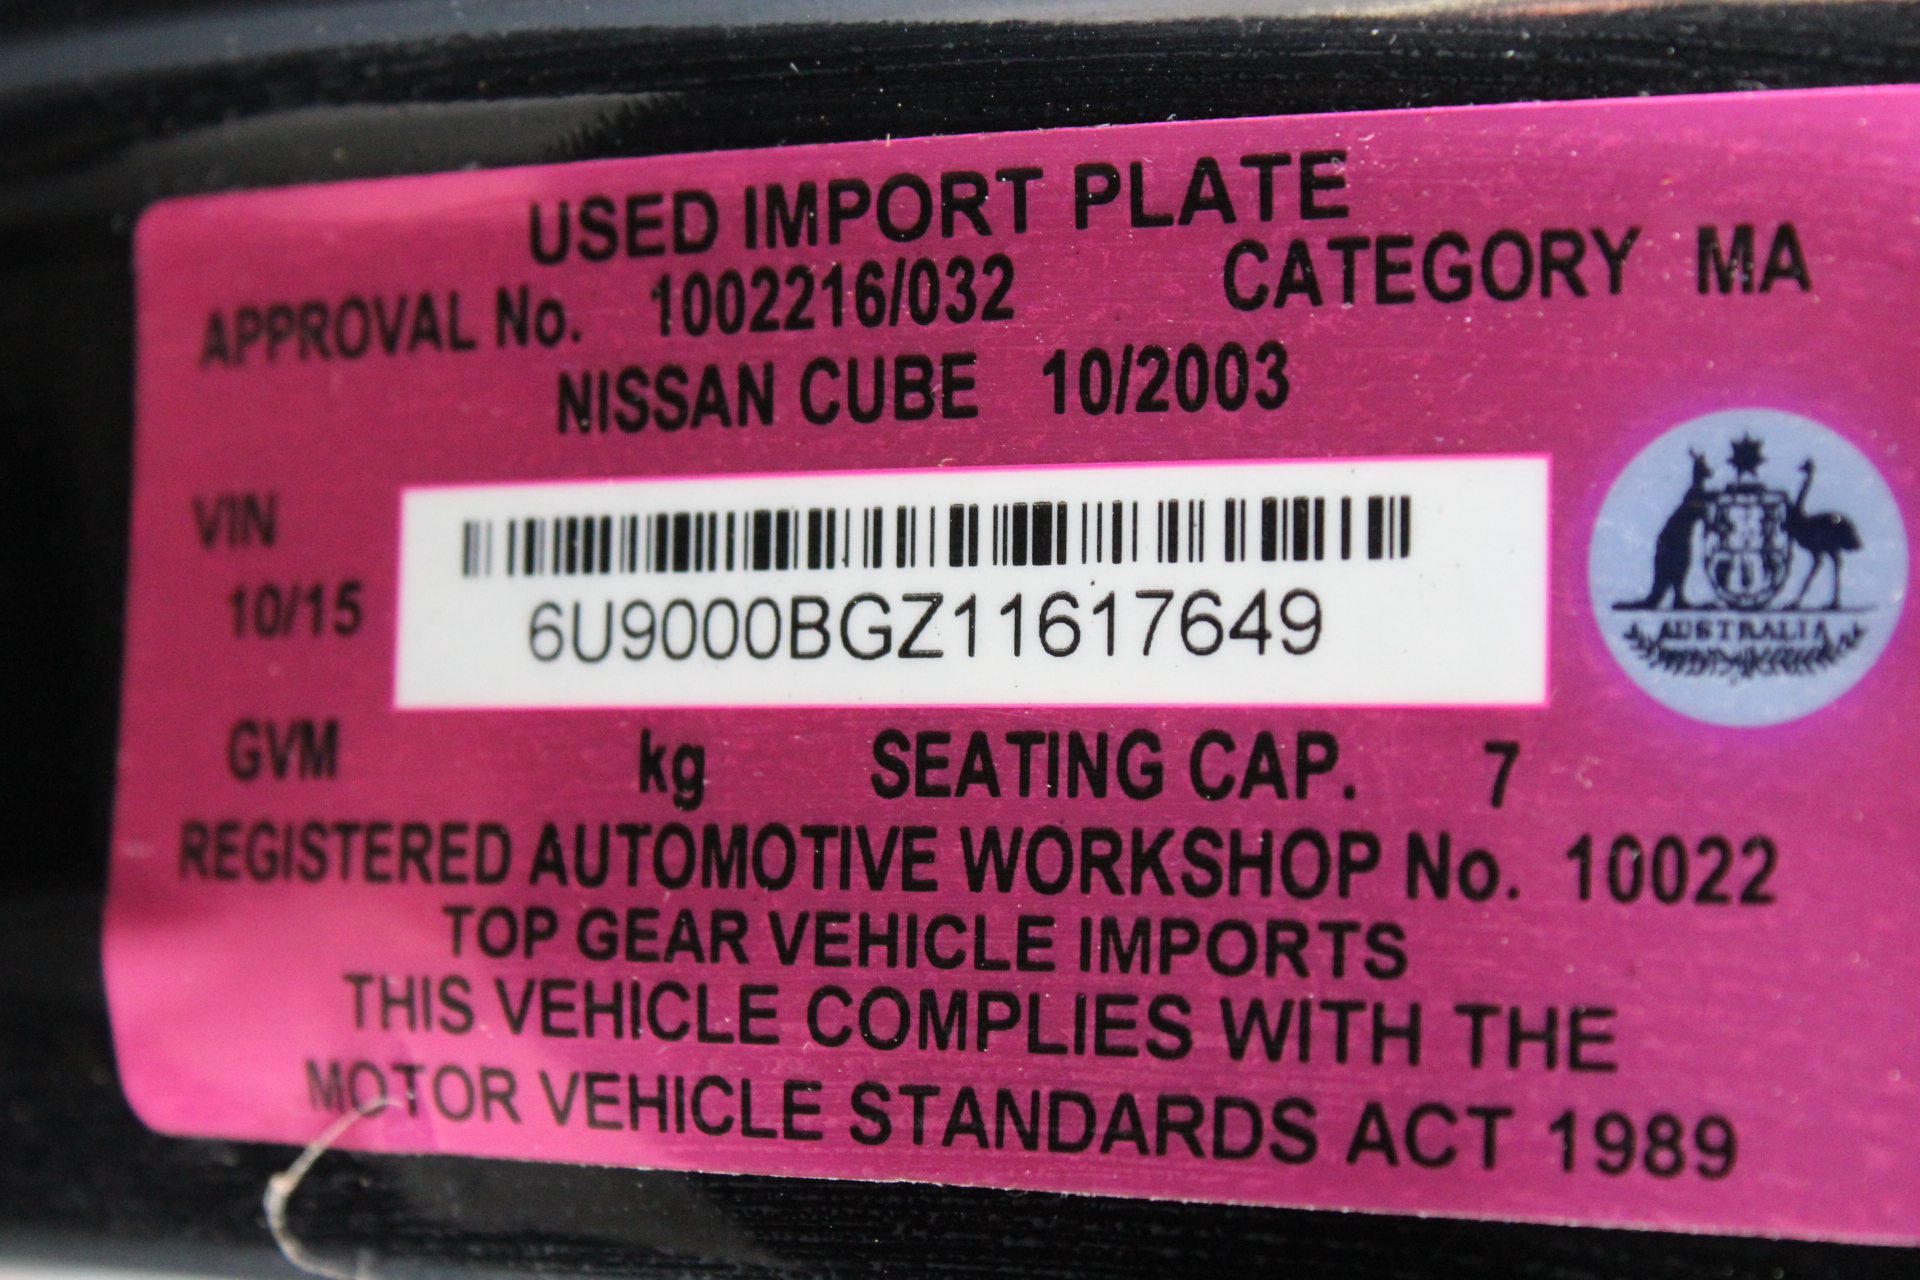 USED IMPORT PLATE
APPROVAL No. 1002216/032 CATEGORY MA
NISSAN CUBE 10/2003
VIN
10/15
6U9000BGZ11617649
AUSTRALIA
GVM kg SEATING CAP. 7
REGISTERED AUTOMOTIVE WORKSHOP No. 10022
TOP GEAR VEHICLE IMPORTS
THIS VEHICLE COMPLIES WITH THE
MOTOR VEHICLE STANDARDS ACT 1989